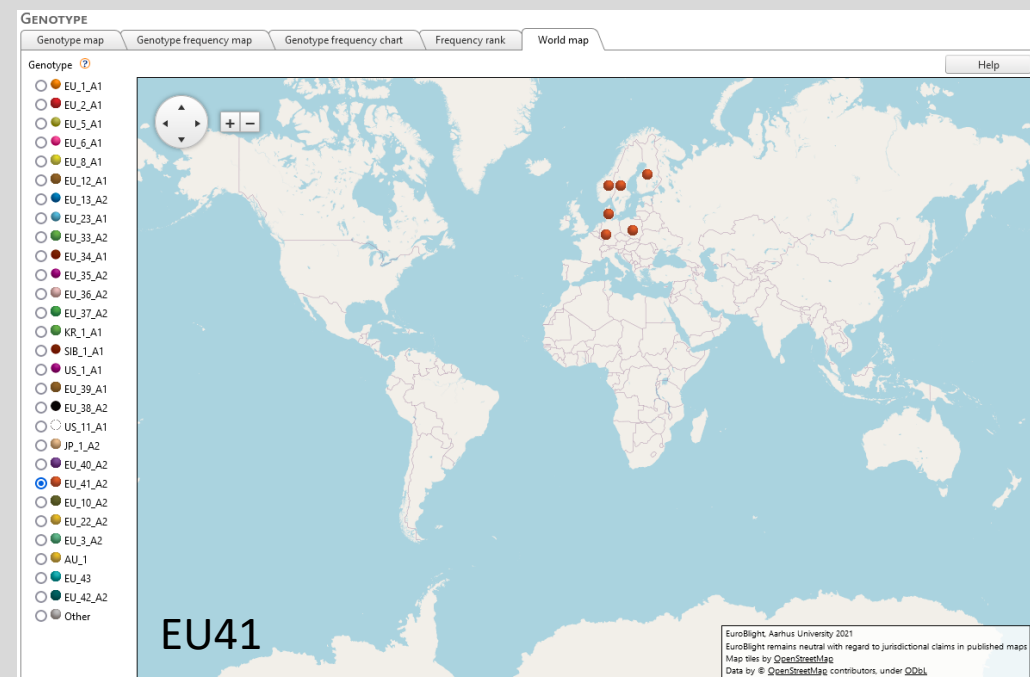 GENOTYPE
Genotype map
Genotype frequency map
Genotype frequency chart
Frequency rank
World map
Genotype ?
Help
EU_1_A1
EU_2_A1
EU_5_A1
EU_6_A1
EU_8_A1
EU_12_A1
EU_13_A2
EU_23_A1
EU_33_A2
EU_34_A1
EU_35_A2
EU_36_A2
EU_37_A2
KR_1_A1
SIB_1_A1
US_1_A1
EU_39_A1
EU_38_A2
US_11_A1
JP_1_A2
EU_40_A2
EU_41_A2
EU_10_A2
EU_22_A2
EU_3_A2
AU_1
EU_43
EU_42_A2
Other
+ −
EU41
EuroBlight, Aarhus University 2021
EuroBlight remains neutral with regard to jurisdictional claims in published maps
Map tiles by OpenStreetMap
Data by © OpenStreetMap contributors, under ODbL